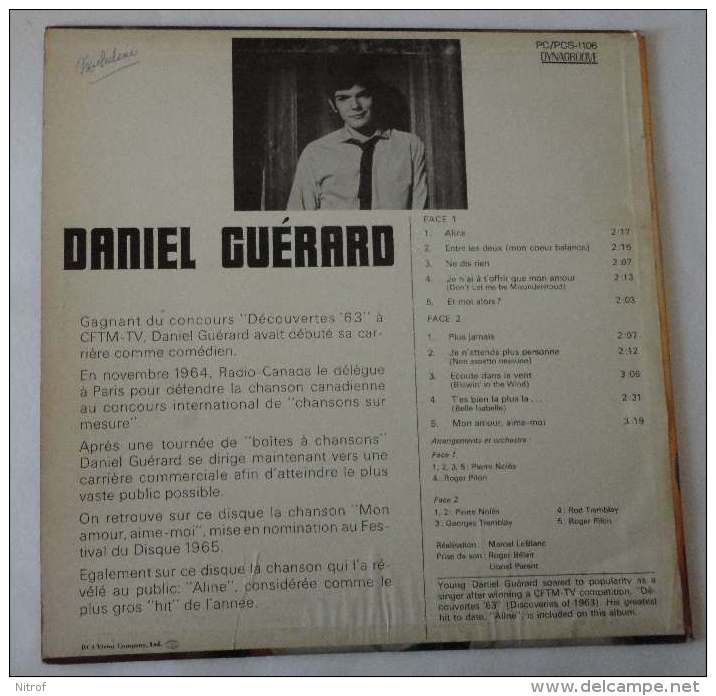 PC/PCS-1106
DYNAGROOVE
DANIEL GUÉRARD
Gagnant du concours "Découvertes '63" à
CFTM-TV, Daniel Guérard avait débuté sa car-
rière comme comédien.
En novembre 1964, Radio-Canada le délègue
à Paris pour défendre la chanson canadienne
au concours international de "chansons sur
mesure".
Après une tournée de "boîtes à chansons"
Daniel Guérard se dirige maintenant vers une
carrière commerciale afin d'atteindre le plus
vaste public possible.
On retrouve sur ce disque la chanson "Mon
amour, aime-moi", mise en nomination au Fes-
tival du Disque 1965.
Egalement sur ce disque la chanson qui l'a ré-
vélé au public: "Aline", considérée comme le
plus gros "hit" de l'année.
RCA Victor Company, Ltd.
FACE 1
1. Aline 2:17
2. Entre les deux (mon coeur balance) 2:16
3. Ne dis rien 2:07
4. Je n'ai à t'offrir que mon amour 2:13
(Don't Let me be Misunderstood)
5. Et moi alors? 2:03
FACE 2
1. Plus jamais 2:07
2. Je n'attends plus personne 2:12
(Non aspetto nessuno)
3. Ecoute dans le vent 3:06
(Blowin' in the Wind)
4. T'es bien la plus la . . . 2:31
(Belle Isabelle)
5. Mon amour, aime-moi 3:19
Arrangements et orchestre:
Face 1
1, 2, 3, 5: Pierre Nolès
4: Roger Pilon
Face 2
1, 2: Pierre Nolès 4: Rod Tremblay
3: Georges Tremblay 5: Roger Pilon
Réalisation: Marcel LeBlanc
Prise de son: Roger Bélair
Lionel Parent
Young Daniel Guérard soared to popularity as a
singer after winning a CFTM-TV competition, "Dé-
couvertes '63" (Discoveries of 1963). His greatest
hit to date, "Aline", is included on this album.
Nitrof
delcampe.net